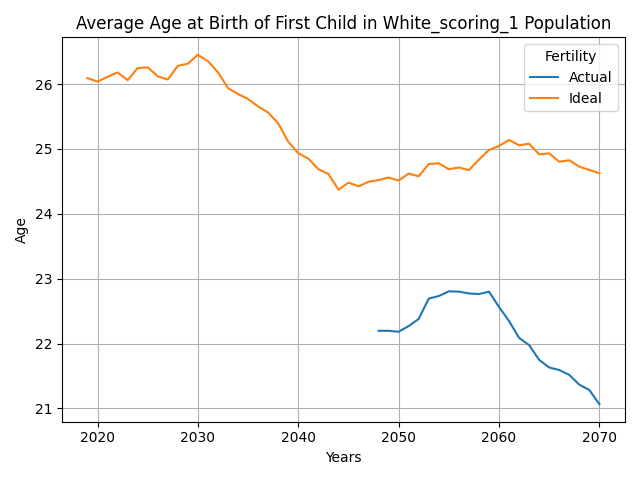 Average Age at Birth of First Child in White_scoring_1 Population
Fertility
Actual
Ideal
Age
26
25
24
23
22
21
2020 2030 2040 2050 2060 2070
Years